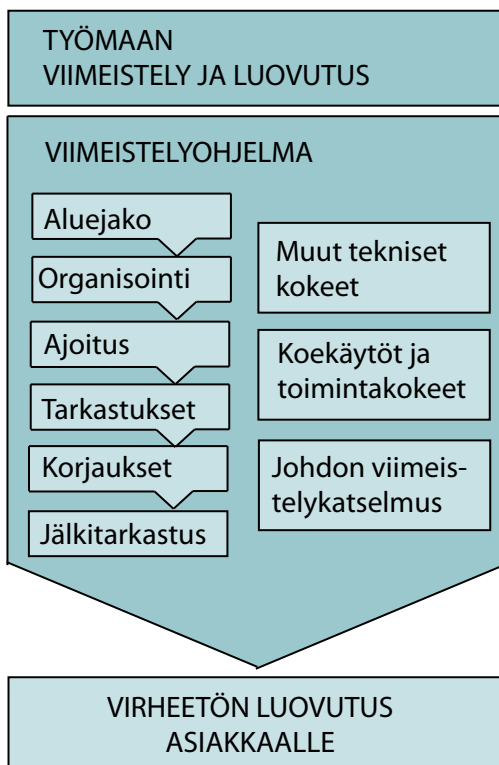 TYÖMAAN
VIIMEISTELY JA LUOVUTUS
VIIMEISTELYOHJELMA
Aluejako
Organisointi
Ajoitus
Tarkastukset
Korjaukset
Jälkitarkastus
Muut tekniset
kokeet
Koekäytöt ja
toimintakokeet
Johdon viimeis-
telykatselmus
VIRHEETÖN LUOVUTUS
ASIAKKAALLE